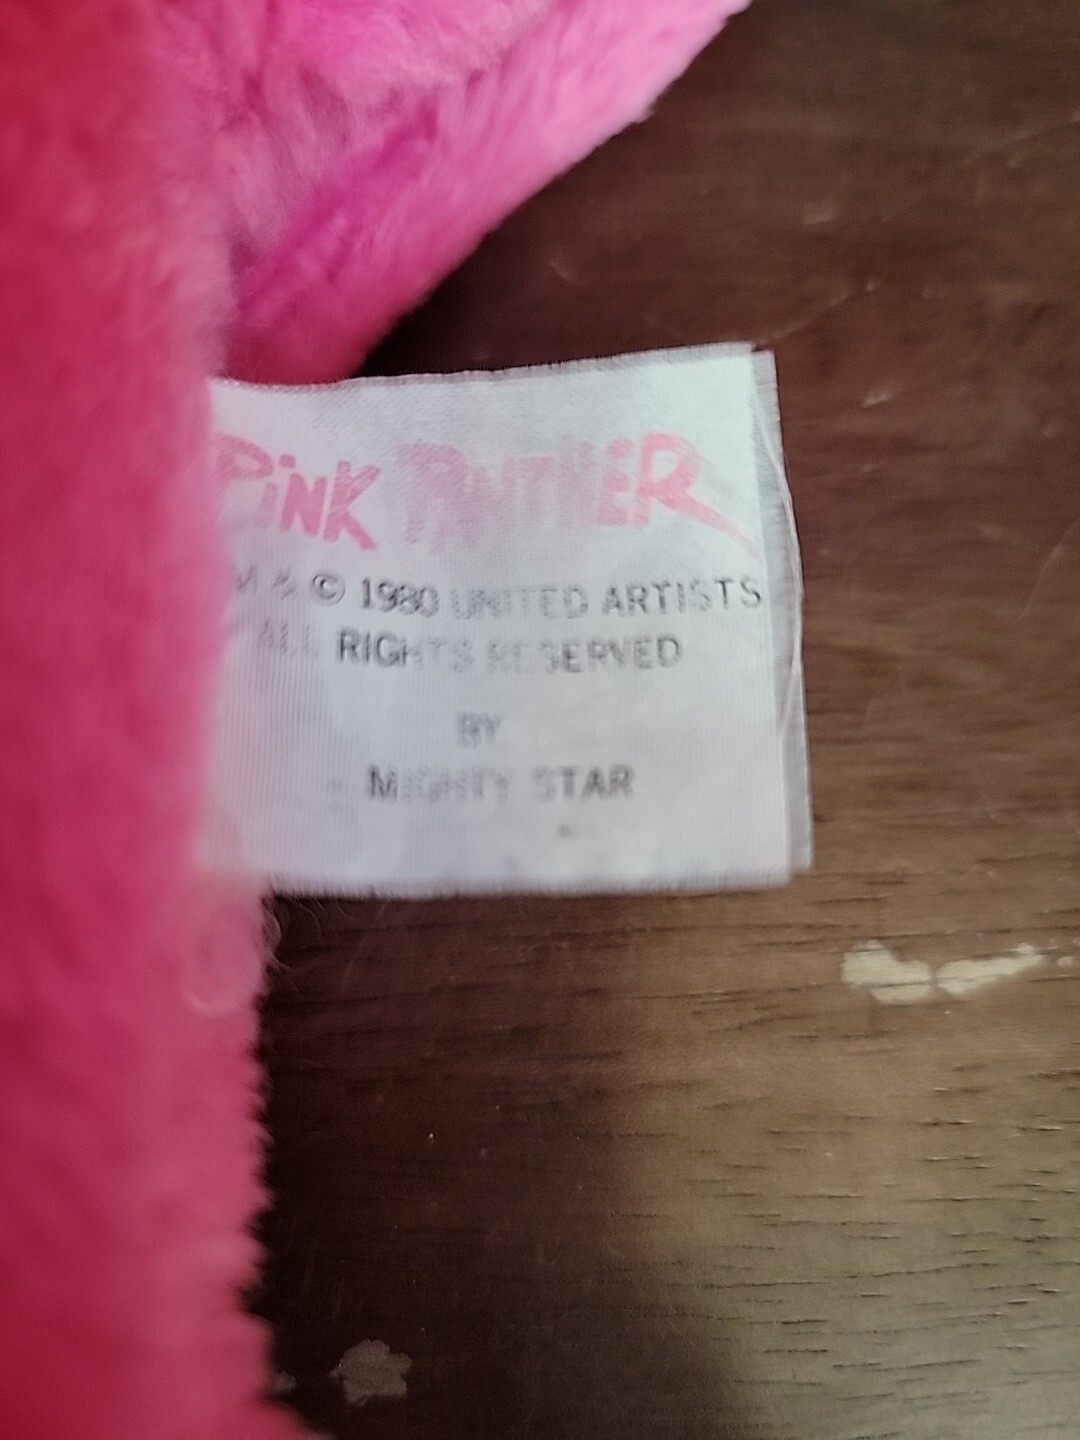 PINK PANTHER
M & © 1980 UNITED ARTISTS
ALL RIGHTS RESERVED
BY
MIGHTY STAR